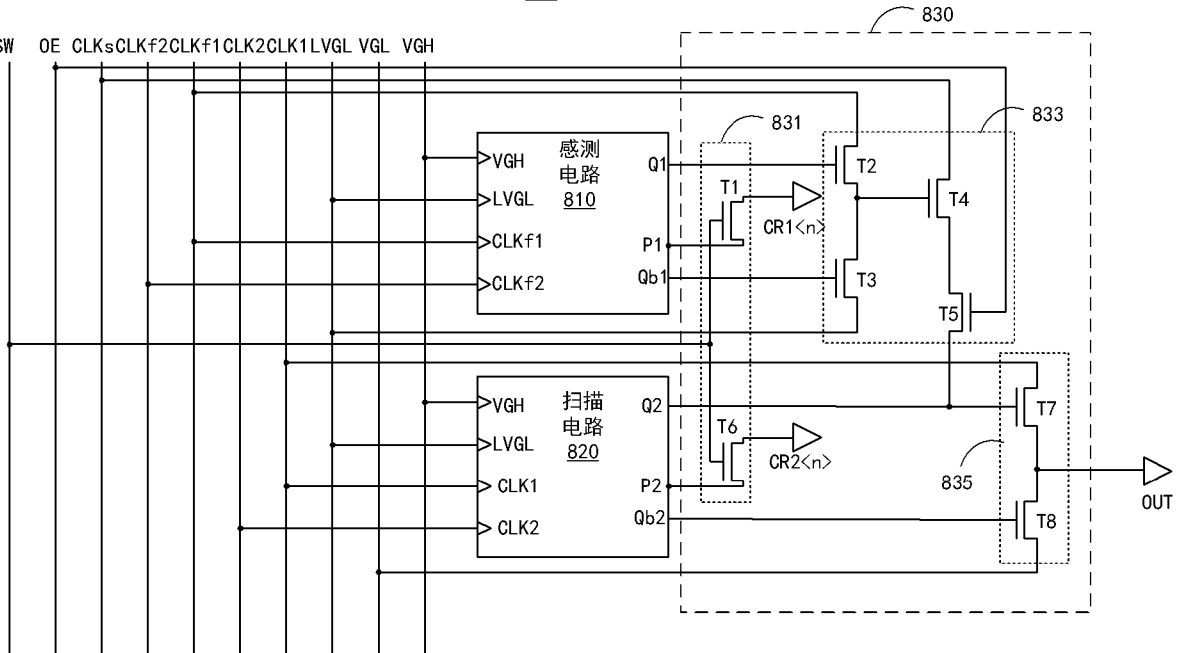 830
SW OE CLKs CLKf2 CLKf1 CLK2 CLK1 LVGL VGL VGH
831
833
感测
电路
810
VGH
LVGL
CLKf1
CLKf2
Q1
P1
Qb1
T1
CR1<n>
T2
T3
T4
T5
扫描
电路
820
VGH
LVGL
CLK1
CLK2
Q2
P2
Qb2
T6
CR2<n>
T7
T8
835
OUT